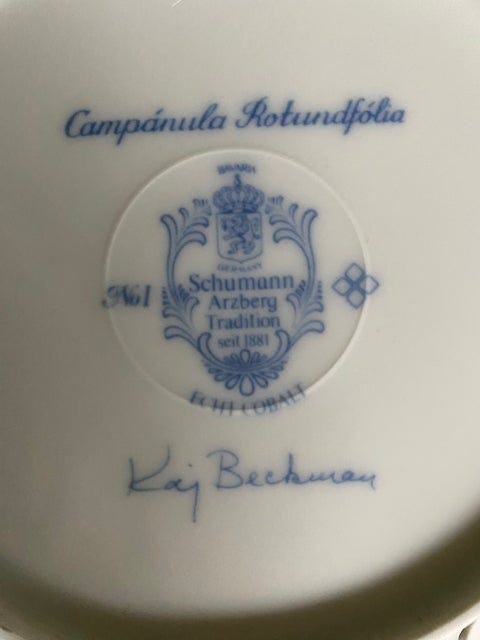 Campánula Rotundfólia
BAVARIA
GERMANY
Schumann
No1
Arzberg
Tradition
seit 1881
ECHT COBALT
Kaj Beckman